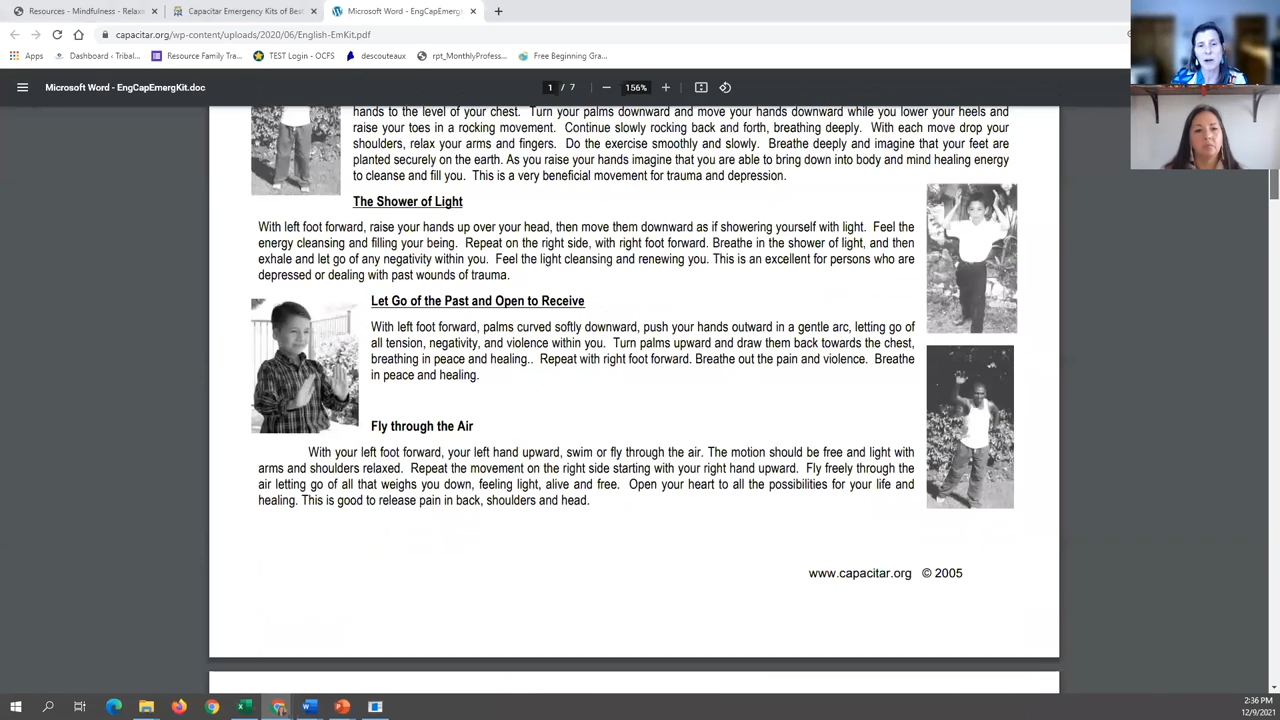 Resources - Mindfulness - Relax
Capacitar Emergency Kits of Bes
Microsoft Word - EngCapEmergK
capacitar.org/wp-content/uploads/2020/06/English-EmKit.pdf
Apps
Dashboard ‹ Tribal...
Resource Family Tra...
TEST Login - OCFS
descouteaux
rpt_MonthlyProfess...
Free Beginning Gra...
Microsoft Word - EngCapEmergKit.doc
1 / 7
156%
hands to the level of your chest. Turn your palms downward and move your hands downward while you lower your heels and
raise your toes in a rocking movement. Continue slowly rocking back and forth, breathing deeply. With each move drop your
shoulders, relax your arms and fingers. Do the exercise smoothly and slowly. Breathe deeply and imagine that your feet are
planted securely on the earth. As you raise your hands imagine that you are able to bring down into body and mind healing energy
to cleanse and fill you. This is a very beneficial movement for trauma and depression.
The Shower of Light
With left foot forward, raise your hands up over your head, then move them downward as if showering yourself with light. Feel the
energy cleansing and filling your being. Repeat on the right side, with right foot forward. Breathe in the shower of light, and then
exhale and let go of any negativity within you. Feel the light cleansing and renewing you. This is an excellent for persons who are
depressed or dealing with past wounds of trauma.
Let Go of the Past and Open to Receive
With left foot forward, palms curved softly downward, push your hands outward in a gentle arc, letting go of
all tension, negativity, and violence within you. Turn palms upward and draw them back towards the chest,
breathing in peace and healing.. Repeat with right foot forward. Breathe out the pain and violence. Breathe
in peace and healing.
Fly through the Air
With your left foot forward, your left hand upward, swim or fly through the air. The motion should be free and light with
arms and shoulders relaxed. Repeat the movement on the right side starting with your right hand upward. Fly freely through the
air letting go of all that weighs you down, feeling light, alive and free. Open your heart to all the possibilities for your life and
healing. This is good to release pain in back, shoulders and head.
www.capacitar.org © 2005
2:36 PM
12/9/2021